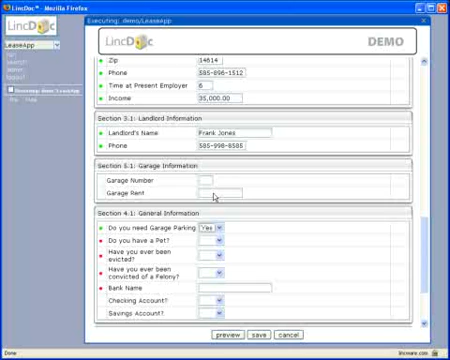 LincDoc" - Mozilla Firefox
LincDoc
LeaseApp
Executing: demo/LeaseApp
LincDoc
DEMO
Zip 14614
Phone 585-896-1512
Time at Present Employer 6
Income 35,000.00
Section 3.1: Landlord Information
Landlord's Name Frank Jones
Phone 585-998-8585
Section 5.1: Garage Information
Garage Number
Garage Rent
Section 4.1: General Information
Do you need Garage Parking Yes
Do you have a Pet?
Have you ever been
evicted?
Have you ever been
convicted of a Felony?
Bank Name
Checking Account?
Savings Account?
preview save cancel
Done